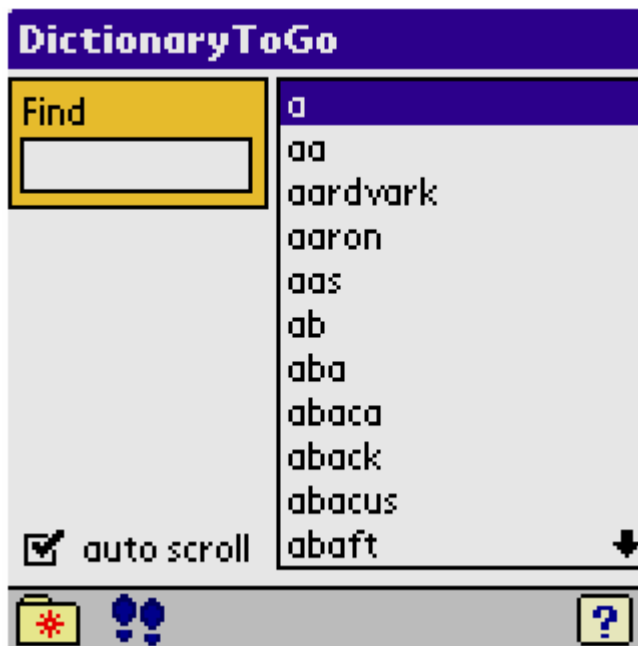 DictionaryToGo
Find
a
aa
aardvark
aaron
aas
ab
aba
abaca
aback
abacus
abaft
auto scroll
?